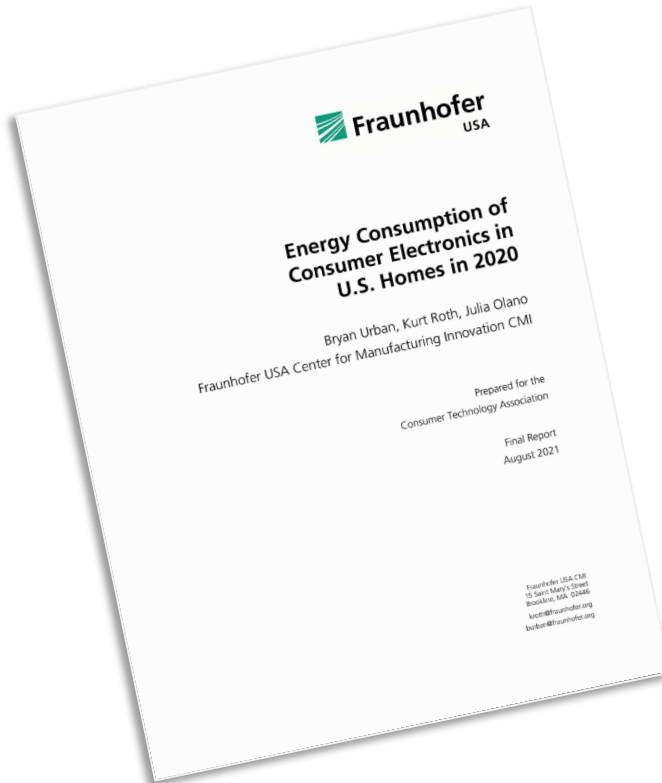 Fraunhofer
USA
Energy Consumption of
Consumer Electronics in
U.S. Homes in 2020
Bryan Urban, Kurt Roth, Julia Olano
Fraunhofer USA Center for Manufacturing Innovation CMI
Prepared for the
Consumer Technology Association
Final Report
August 2021
Fraunhofer USA CMI
15 Saint Mary's Street
Brookline, MA 02446
kroth@fraunhofer.org
burban@fraunhofer.org